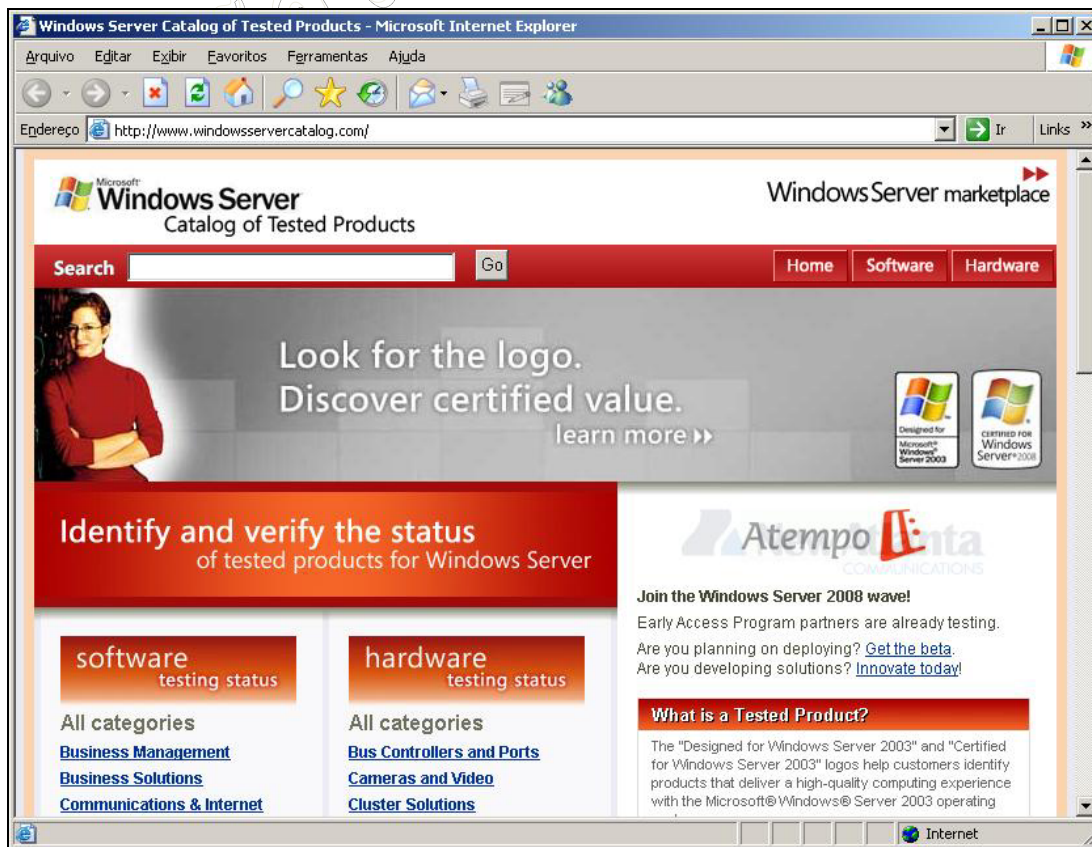 Windows Server Catalog of Tested Products - Microsoft Internet Explorer
Arquivo Editar Exibir Favoritos Ferramentas Ajuda
Endereço http://www.windowsservercatalog.com/ Ir Links »
Microsoft
Windows Server
Catalog of Tested Products
Windows Server marketplace
Search Go Home Software Hardware
Look for the logo.
Discover certified value.
learn more
Designed for
Microsoft®
Windows®
Server 2003
CERTIFIED FOR
Windows
Server®2008
Identify and verify the status
of tested products for Windows Server
Atempo
COMMUNICATIONS
Join the Windows Server 2008 wave!
Early Access Program partners are already testing.
Are you planning on deploying? Get the beta.
Are you developing solutions? Innovate today!
software
testing status
All categories
Business Management
Business Solutions
Communications & Internet
hardware
testing status
All categories
Bus Controllers and Ports
Cameras and Video
Cluster Solutions
What is a Tested Product?
The "Designed for Windows Server 2003" and "Certified
for Windows Server 2003" logos help customers identify
products that deliver a high-quality computing experience
with the Microsoft® Windows® Server 2003 operating
Internet